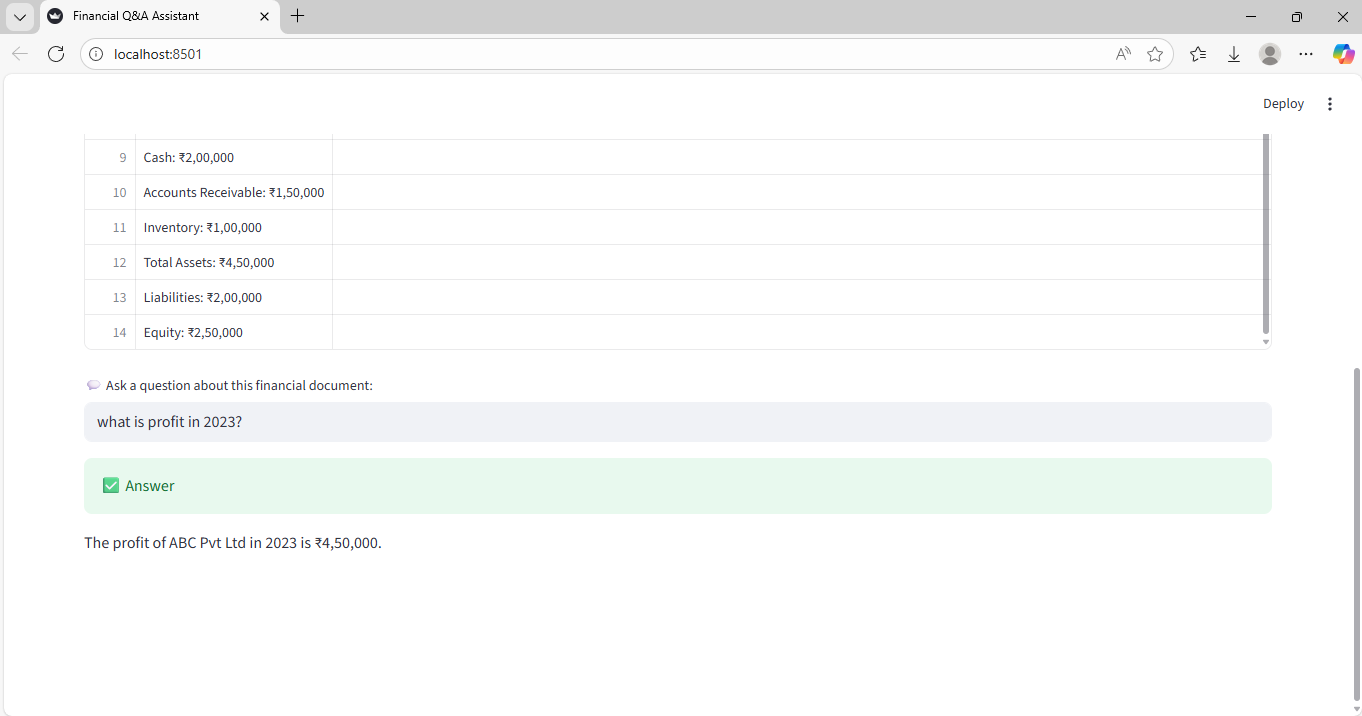 Financial Q&A Assistant
localhost:8501
Deploy
9 Cash: ₹2,00,000
10 Accounts Receivable: ₹1,50,000
11 Inventory: ₹1,00,000
12 Total Assets: ₹4,50,000
13 Liabilities: ₹2,00,000
14 Equity: ₹2,50,000
Ask a question about this financial document:
what is profit in 2023?
Answer
The profit of ABC Pvt Ltd in 2023 is ₹4,50,000.